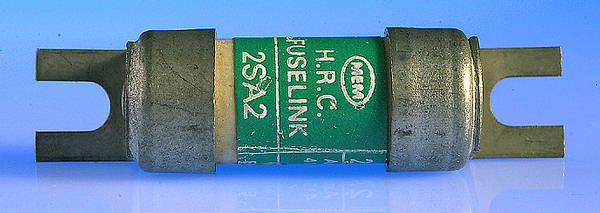 MEM
H.R.C.
FUSELINK
2SA2